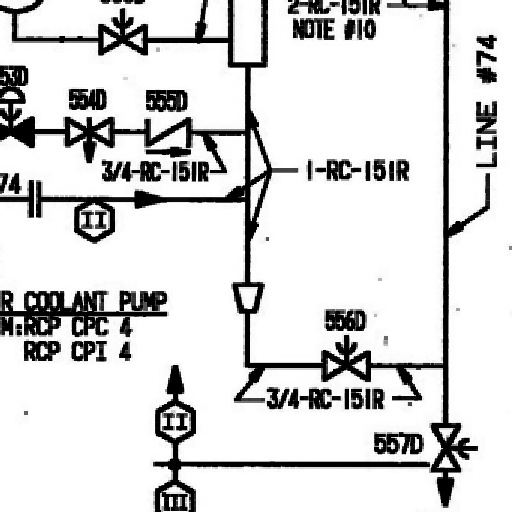 2-RC-151R
NOTE #10
53D
554D
555D
LINE #74
3/4-RC-151R
1-RC-151R
74
II
R COOLANT PUMP
M:RCP CPC 4
RCP CPI 4
556D
3/4-RC-151R
II
557D
III